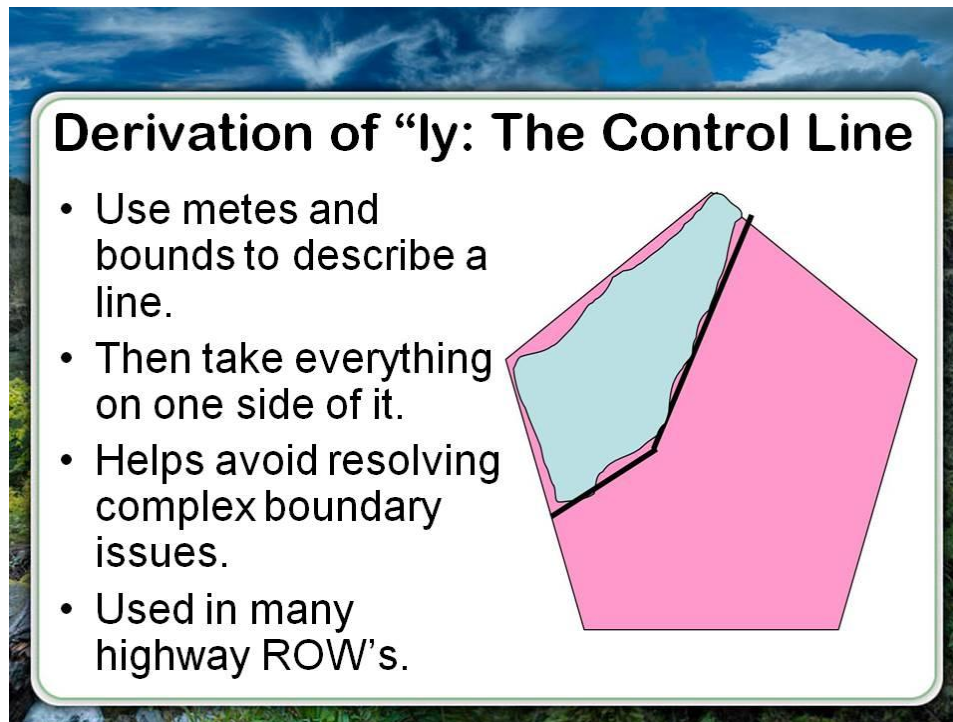 Derivation of “ly: The Control Line
• Use metes and
bounds to describe a
line.
• Then take everything
on one side of it.
• Helps avoid resolving
complex boundary
issues.
• Used in many
highway ROW’s.